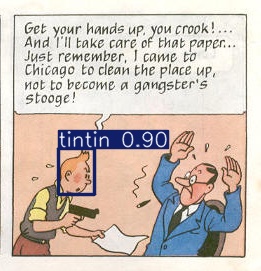 Get your hands up, you crook!...
And I'll take care of that paper...
Just remember, I came to
Chicago to clean the place up,
not to become a gangster's
stooge!
tintin 0.90